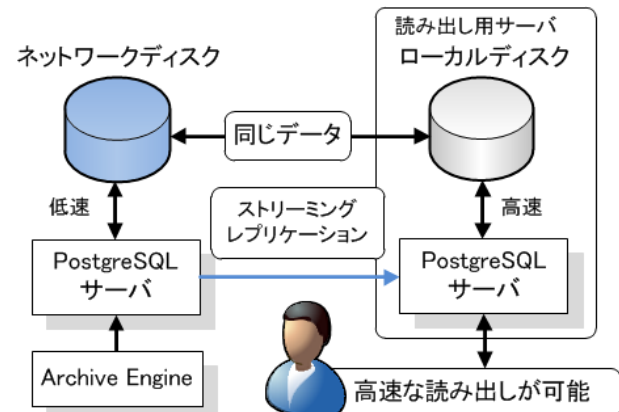 読み出し用サーバ
ネットワークディスク
ローカルディスク
同じデータ
低速
ストリーミング
レプリケーション
高速
PostgreSQL
サーバ
PostgreSQL
サーバ
Archive Engine
高速な読み出しが可能